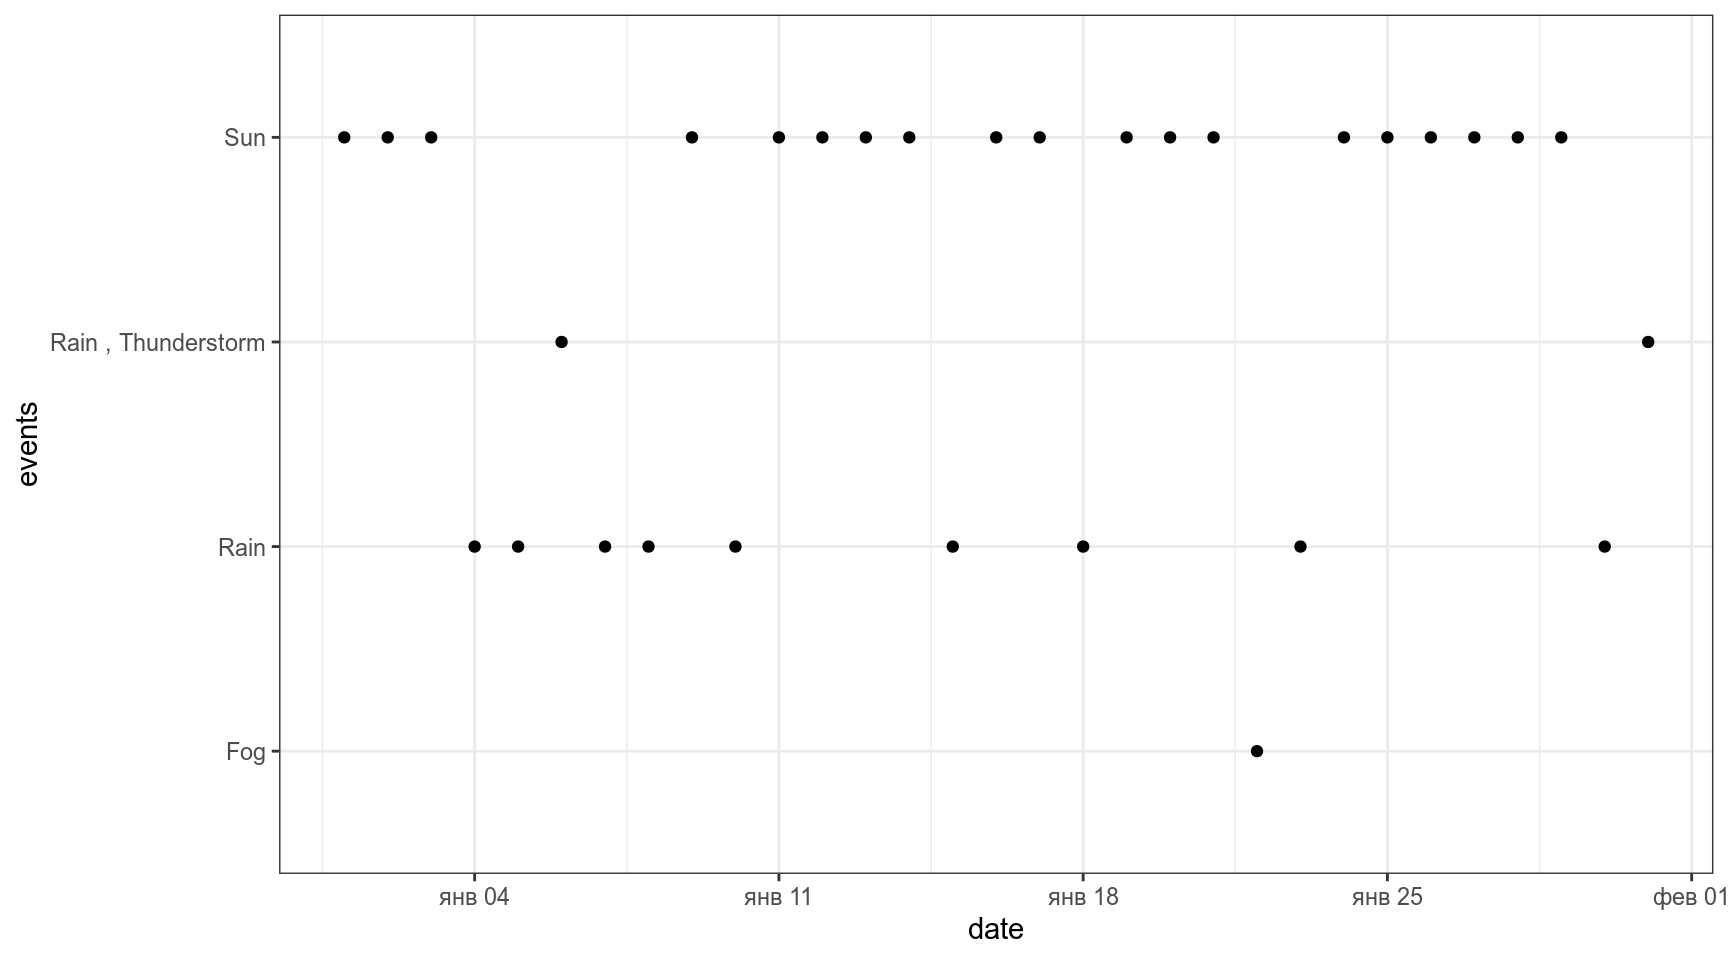 Sun
Rain , Thunderstorm
Rain
Fog
events
янв 04
янв 11
янв 18
янв 25
фев 01
date